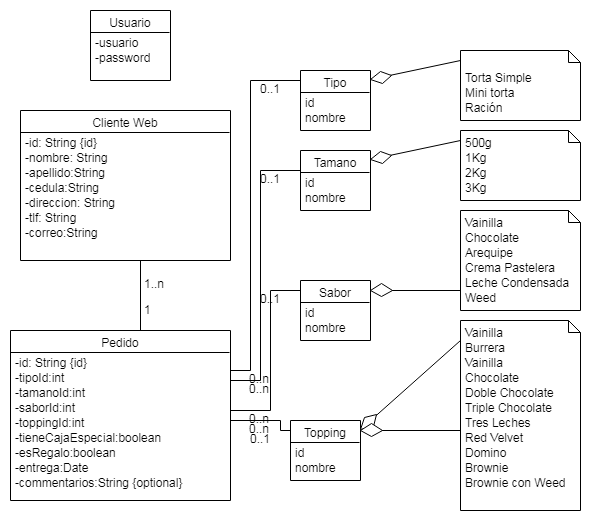 Usuario
-usuario
-password
Cliente Web
-id: String {id}
-nombre: String
-apellido:String
-cedula:String
-direccion: String
-tlf: String
-correo:String
1..n
1
Pedido
-id: String {id}
-tipoId:int
-tamanoId:int
-saborId:int
-toppingId:int
-tieneCajaEspecial:boolean
-esRegalo:boolean
-entrega:Date
-commentarios:String {optional}
0..1
Tipo
id
nombre
Torta Simple
Mini torta
Ración
0..1
Tamano
id
nombre
500g
1Kg
2Kg
3Kg
0..1
Sabor
id
nombre
Vainilla
Chocolate
Arequipe
Crema Pastelera
Leche Condensada
Weed
0..n
0..n
0..n
0..n
0..1
Topping
id
nombre
Vainilla
Burrera
Vainilla
Chocolate
Doble Chocolate
Triple Chocolate
Tres Leches
Red Velvet
Domino
Brownie
Brownie con Weed